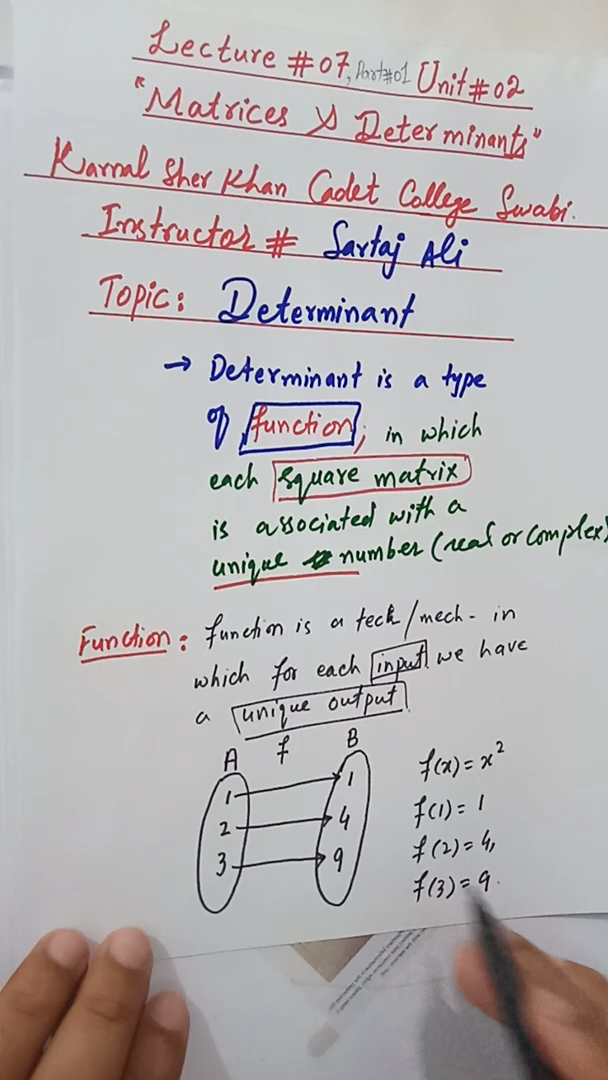 Lecture #07, Part#01 Unit#02
"Matrices & Determinants"
Karnal Sher Khan Cadet College Swabi.
Instructor # Sartaj Ali
Topic: Determinant
→ Determinant is a type
of function, in which
each square matrix
is associated with a
unique number (real or complex)
Function: function is a teck/mech- in
which for each input we have
a unique output
A f B
1 1
2 4
3 9
f(x) = x²
f(1) = 1
f(2) = 4,
f(3) = 9.